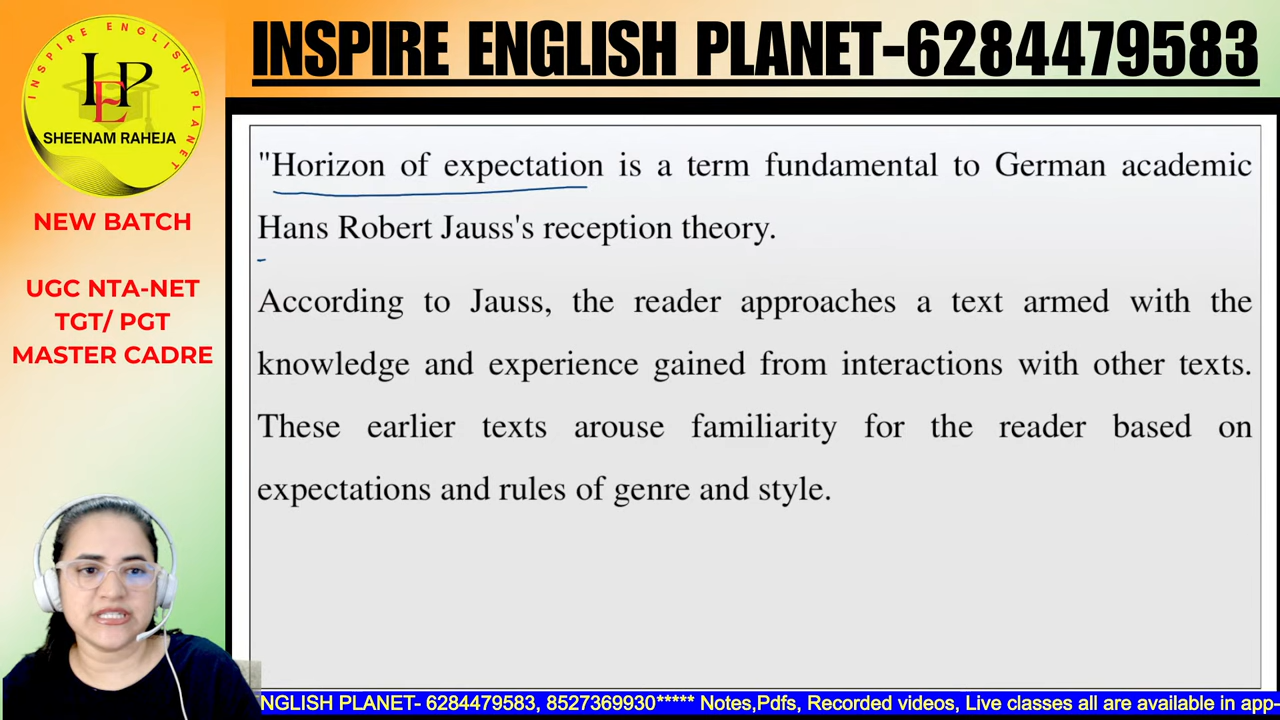 INSPIRE ENGLISH PLANET
IEP
SHEENAM RAHEJA
NEW BATCH
UGC NTA-NET
TGT/ PGT
MASTER CADRE
INSPIRE ENGLISH PLANET-6284479583
"Horizon of expectation is a term fundamental to German academic
Hans Robert Jauss's reception theory.
According to Jauss, the reader approaches a text armed with the
knowledge and experience gained from interactions with other texts.
These earlier texts arouse familiarity for the reader based on
expectations and rules of genre and style.
NGLISH PLANET- 6284479583, 8527369930***** Notes,Pdfs, Recorded videos, Live classes all are available in app-